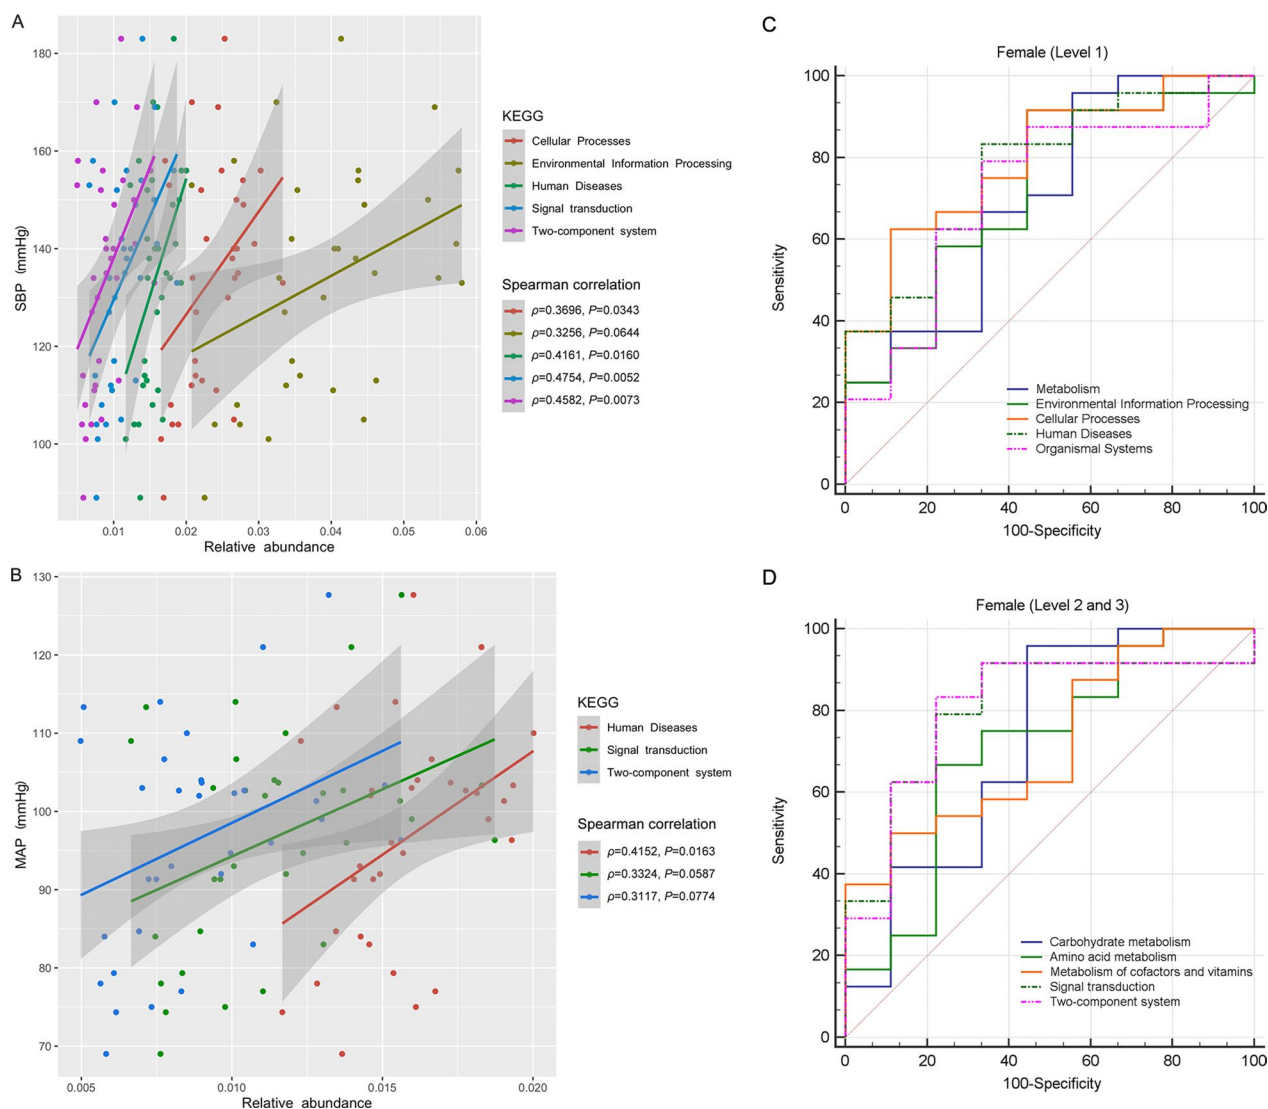 A
180
160
140
120
100
SBP (mmHg)
0.01 0.02 0.03 0.04 0.05 0.06
Relative abundance
KEGG
Cellular Processes
Environmental Information Processing
Human Diseases
Signal transduction
Two-component system
Spearman correlation
ρ=0.3696, P=0.0343
ρ=0.3256, P=0.0644
ρ=0.4161, P=0.0160
ρ=0.4754, P=0.0052
ρ=0.4582, P=0.0073
B
130
120
110
100
90
80
70
MAP (mmHg)
0.005 0.010 0.015 0.020
Relative abundance
KEGG
Human Diseases
Signal transduction
Two-component system
Spearman correlation
ρ=0.4152, P=0.0163
ρ=0.3324, P=0.0587
ρ=0.3117, P=0.0774
C
Female (Level 1)
100
80
60
40
20
0
Sensitivity
Metabolism
Environmental Information Processing
Cellular Processes
Human Diseases
Organismal Systems
0 20 40 60 80 100
100-Specificity
D
Female (Level 2 and 3)
100
80
60
40
20
0
Sensitivity
Carbohydrate metabolism
Amino acid metabolism
Metabolism of cofactors and vitamins
Signal transduction
Two-component system
0 20 40 60 80 100
100-Specificity